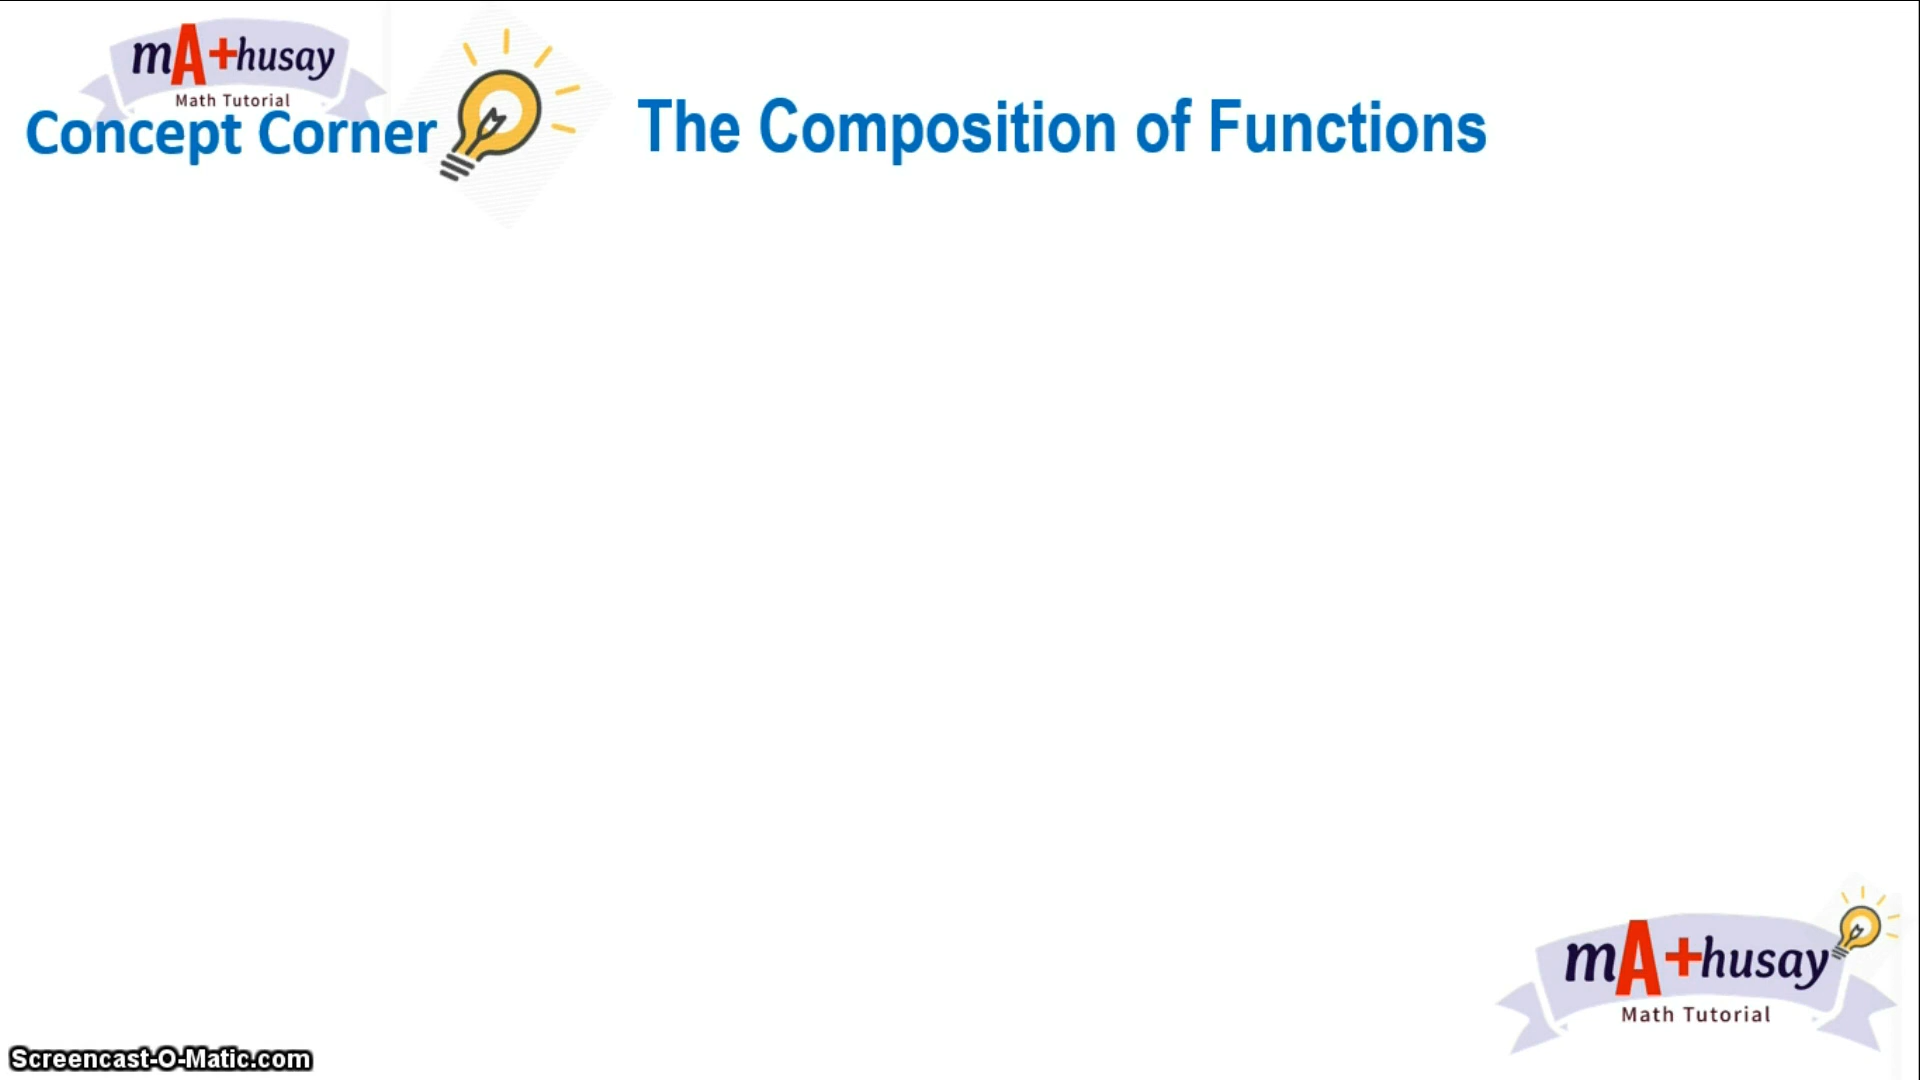 mA+husay
Math Tutorial
Concept Corner
The Composition of Functions
mA+husay
Math Tutorial
Screencast-O-Matic.com